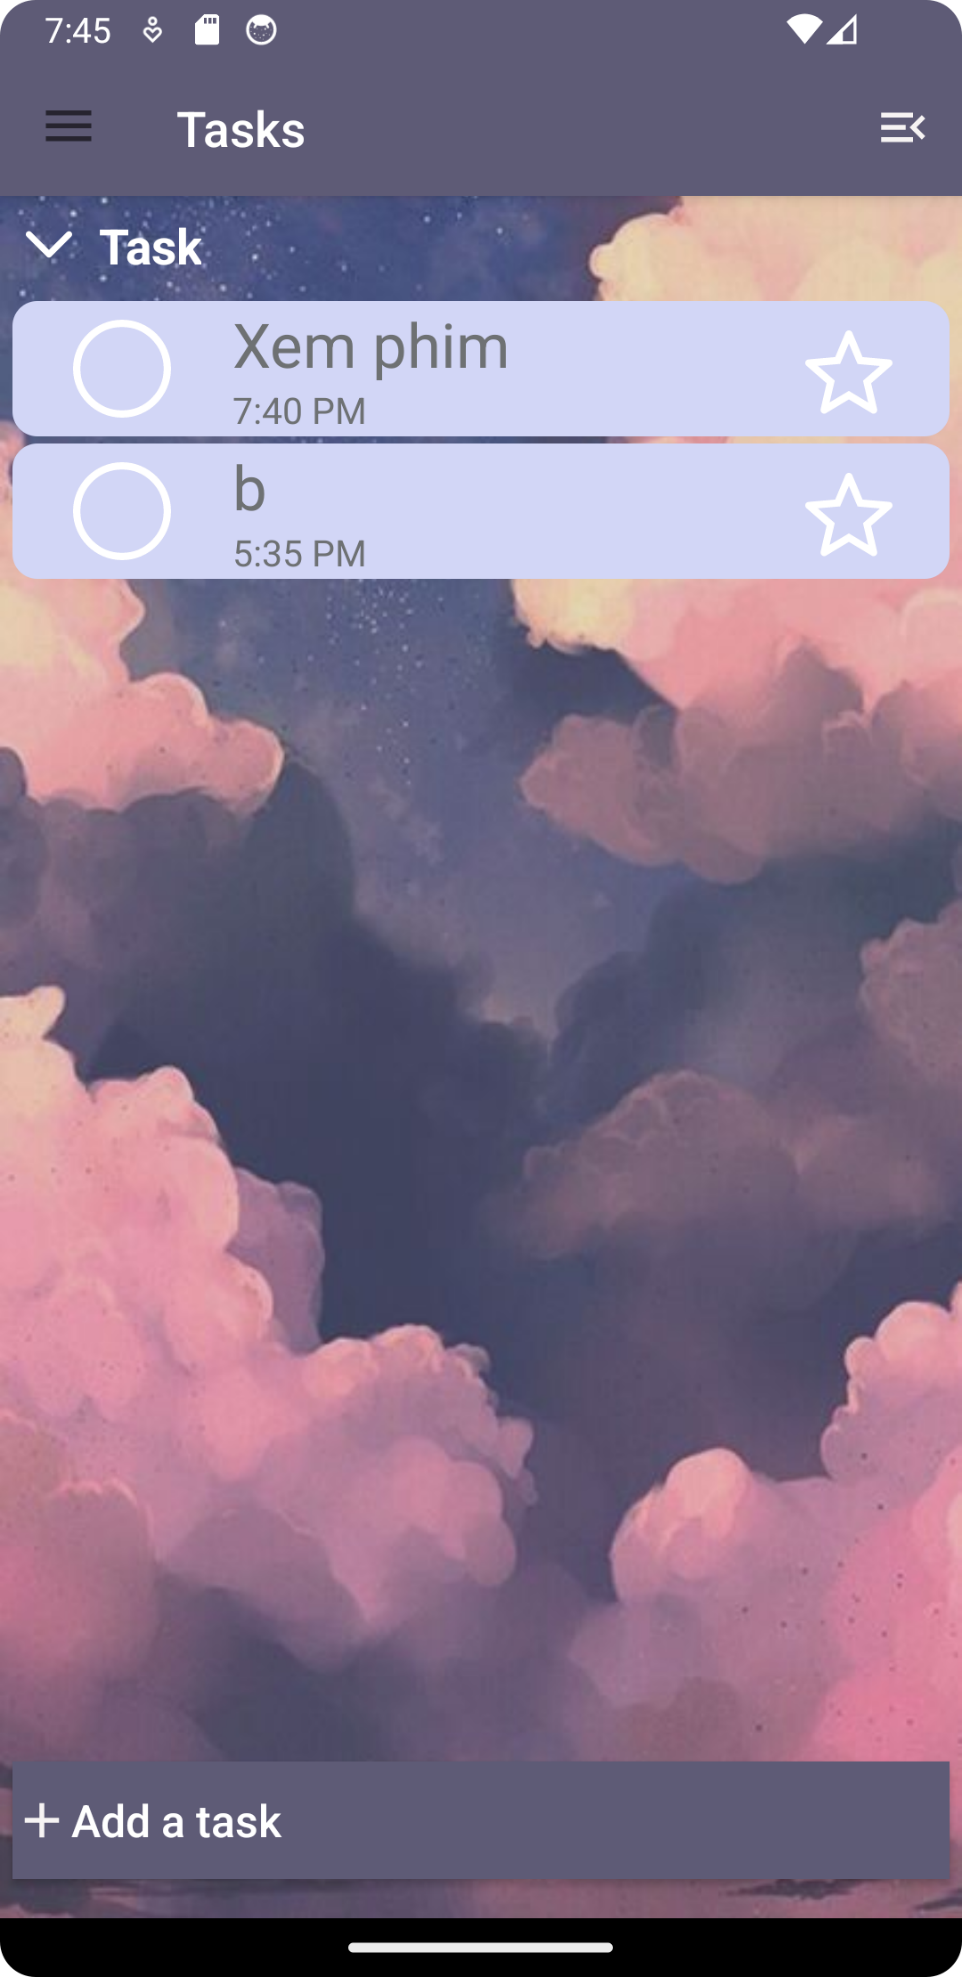 7:45
Tasks
Task
Xem phim
7:40 PM
b
5:35 PM
Add a task